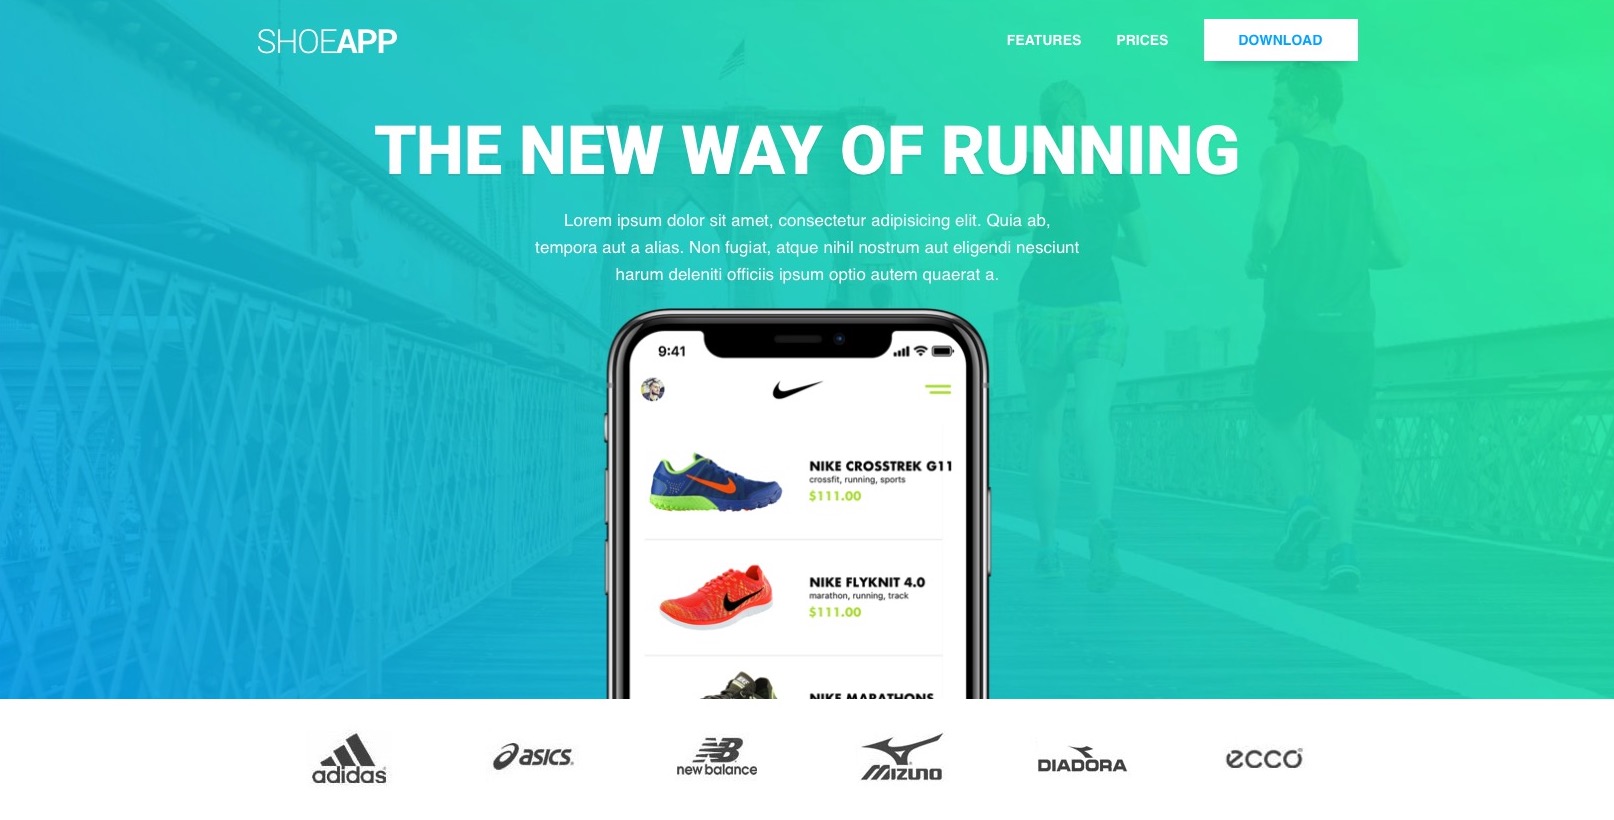 SHOEAPP
FEATURES
PRICES
DOWNLOAD
THE NEW WAY OF RUNNING
Lorem ipsum dolor sit amet, consectetur adipisicing elit. Quia ab,
tempora aut a alias. Non fugiat, atque nihil nostrum aut eligendi nesciunt
harum deleniti officiis ipsum optio autem quaerat a.
9:41
NIKE CROSSTREK G11
crossfit, running, sports
$111.00
NIKE FLYKNIT 4.0
marathon, running, track
$111.00
NIKE MARATHONS
adidas
asics
NB
new balance
MIZUNO
DIADORA
ecco